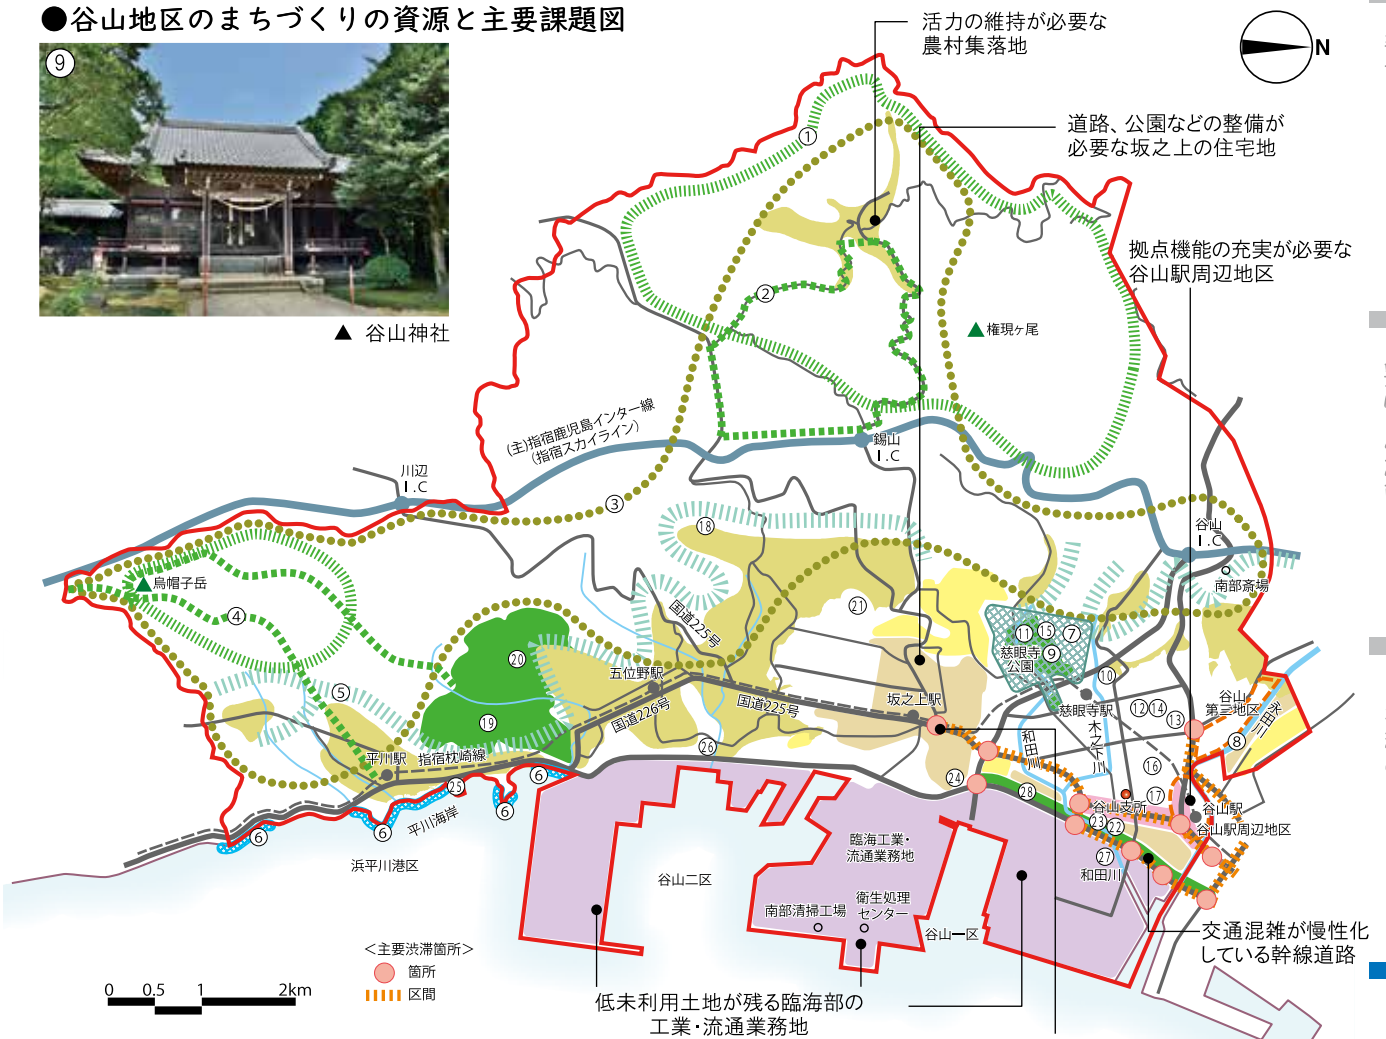 ●谷山地区のまちづくりの資源と主要課題図
⑨
▲ 谷山神社
活力の維持が必要な
農村集落地
N
道路、公園などの整備が
必要な坂之上の住宅地
拠点機能の充実が必要な
谷山駅周辺地区
①
②
▲権現ヶ尾
(主)指宿鹿児島インター線
(指宿スカイライン)
錫山
I.C
川辺
I.C
③
⑱
谷山
I.C
南部斎場
烏帽子岳
④
国道225号
㉑
⑪
⑮
⑦
慈眼寺
公園
⑨
⑳
五位野駅
⑩
⑤
坂之上駅
慈眼寺駅
⑫
⑭
⑬
谷山
第三地区
永田川
⑧
⑲
国道226号
国道225号
和田川
木之下川
平川駅
指宿枕崎線
㉖
⑯
㉕
⑥
㉔
㉘
⑰
谷山支所
谷山駅
⑥
⑥
⑥
平川海岸
㉓
㉒
谷山駅周辺地区
浜平川港区
谷山二区
臨海工業・
流通業務地
㉗
和田川
南部清掃工場
衛生処理
センター
谷山一区
交通混雑が慢性化
している幹線道路
<主要渋滞箇所>
箇所
区間
0 0.5 1 2km
低未利用土地が残る臨海部の
工業・流通業務地